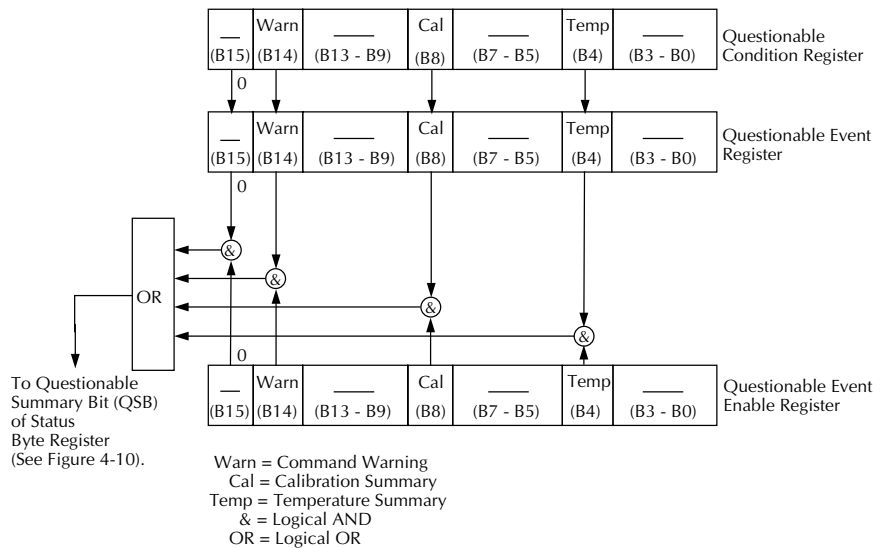 Warn Cal Temp
(B15) (B14) (B13 - B9) (B8) (B7 - B5) (B4) (B3 - B0)
Questionable
Condition Register
0
Warn Cal Temp
(B15) (B14) (B13 - B9) (B8) (B7 - B5) (B4) (B3 - B0)
Questionable Event
Register
0
&
&
OR
&
&
0
Warn Cal Temp
(B15) (B14) (B13 - B9) (B8) (B7 - B5) (B4) (B3 - B0)
Questionable Event
Enable Register
To Questionable
Summary Bit (QSB)
of Status
Byte Register
(See Figure 4-10).
Warn = Command Warning
Cal = Calibration Summary
Temp = Temperature Summary
& = Logical AND
OR = Logical OR